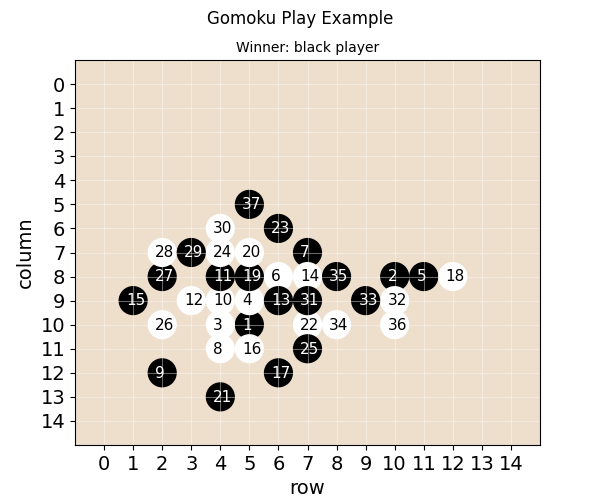 Gomoku Play Example
Winner: black player
column
0
1
2
3
4
5 37
6 30 23
7 28 29 24 20 7
8 27 11 19 6 14 35 2 5 18
9 15 12 10 4 13 31 33 32
10 26 3 1 22 34 36
11 8 16 25
12 9 17
13 21
14
0 1 2 3 4 5 6 7 8 9 10 11 12 13 14
row